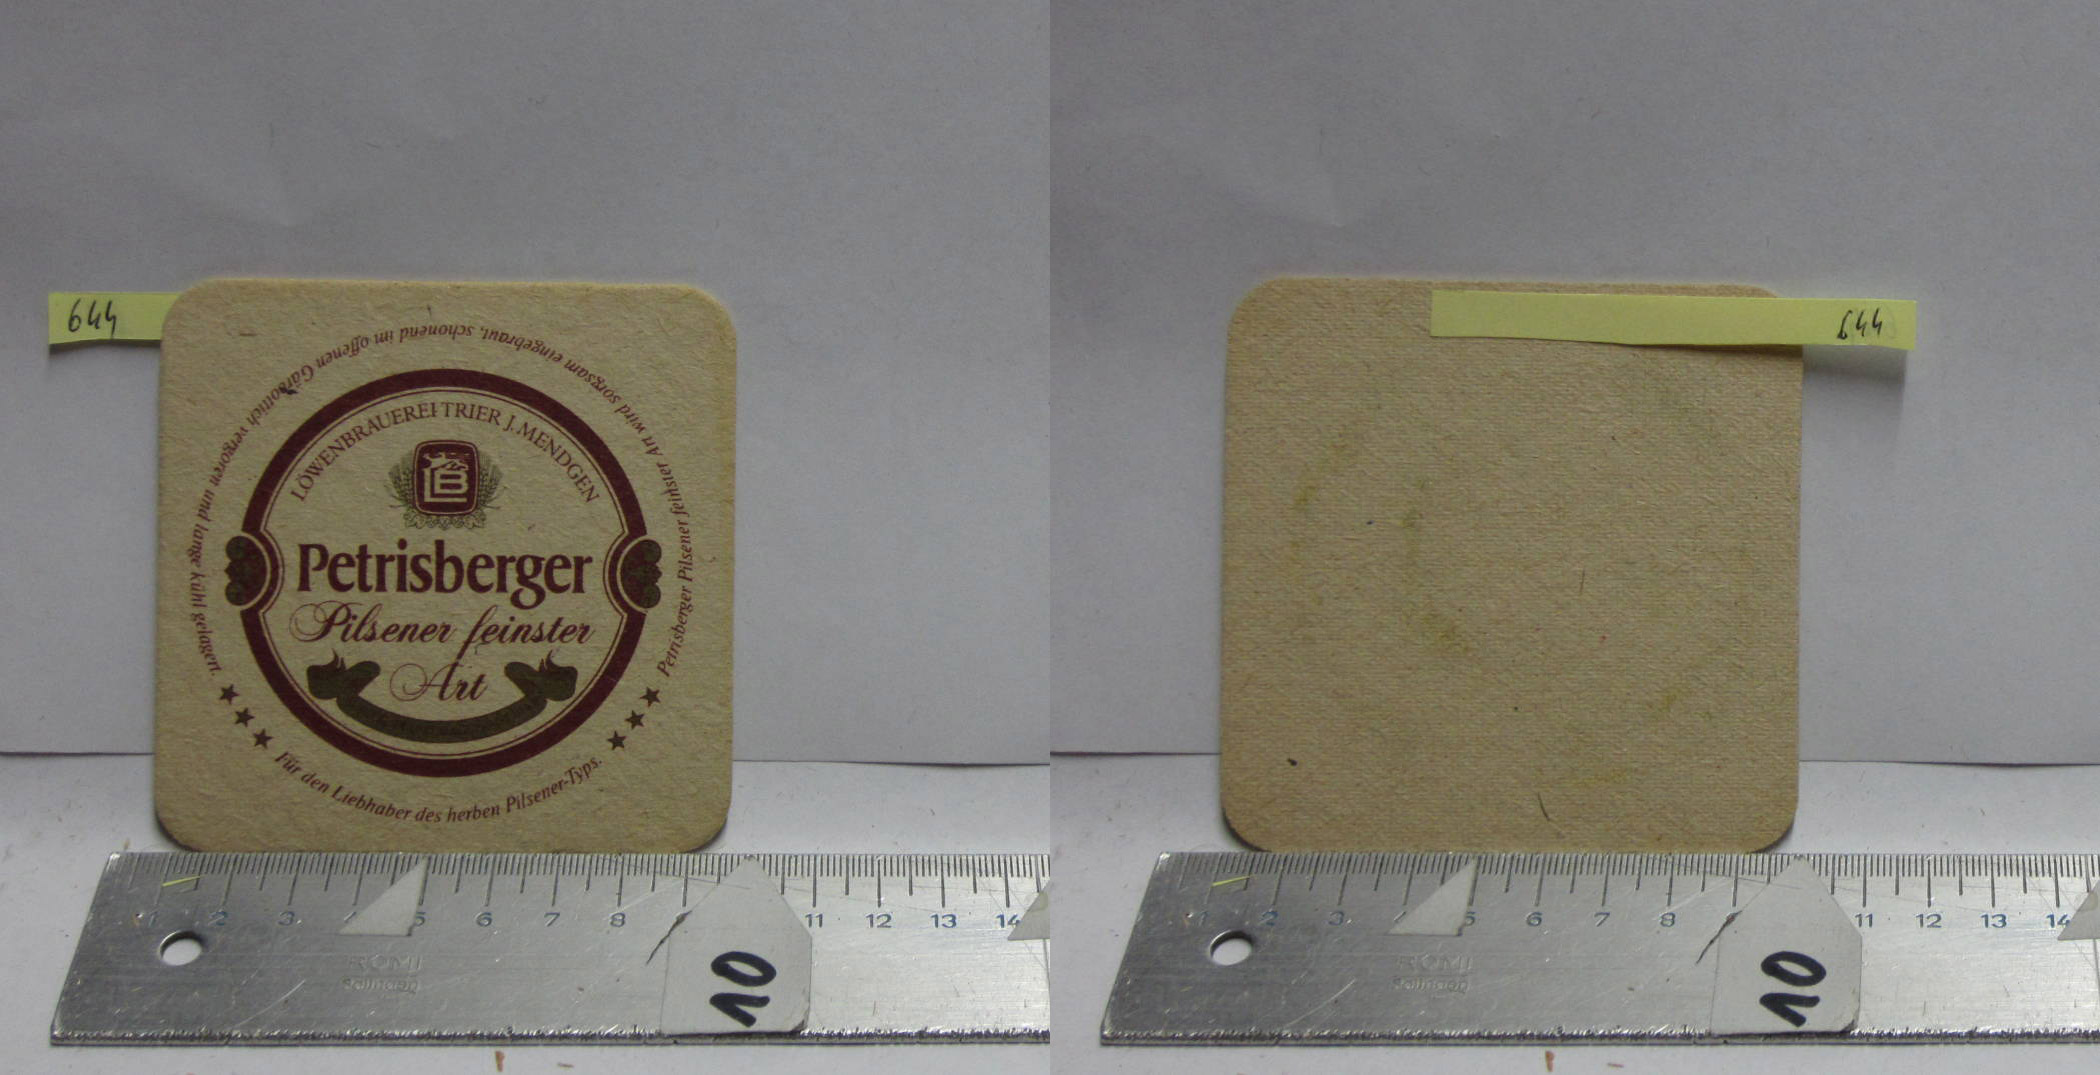 644
Petrisberger Pilsener feinster Art wird sorgsam eingebraut, schonend im offenen Gärbottich vergoren und lange kühl gelagert.
LÖWENBRAUEREI TRIER J. MENDGEN
LB
Petrisberger
Pilsener feinster
Art
Für den Liebhaber des herben Pilsener-Typs.
1 2 3 4 5 6 7 8 11 12 13 14
ROMI
10
644
1 2 3 4 5 6 7 8 11 12 13 14
ROMI
10